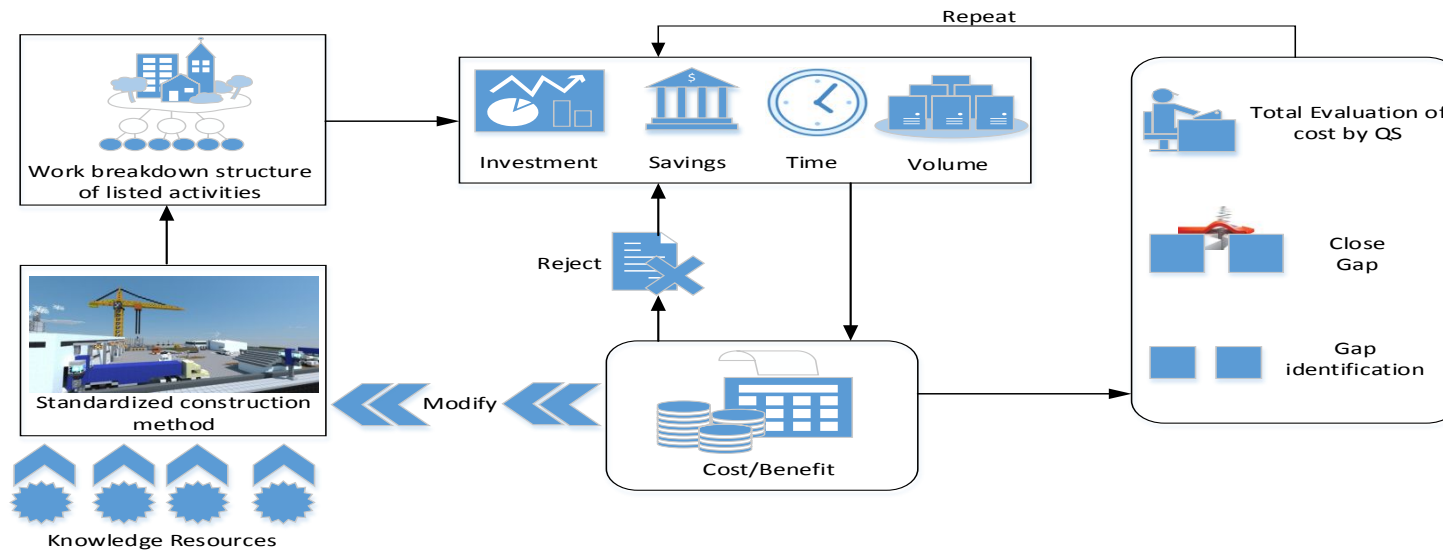 Repeat
Work breakdown structure
of listed activities
$
Investment
Savings
Time
Volume
Total Evaluation of
cost by QS
Close
Gap
Gap
identification
Reject
Standardized construction
method
Modify
Cost/Benefit
Knowledge Resources